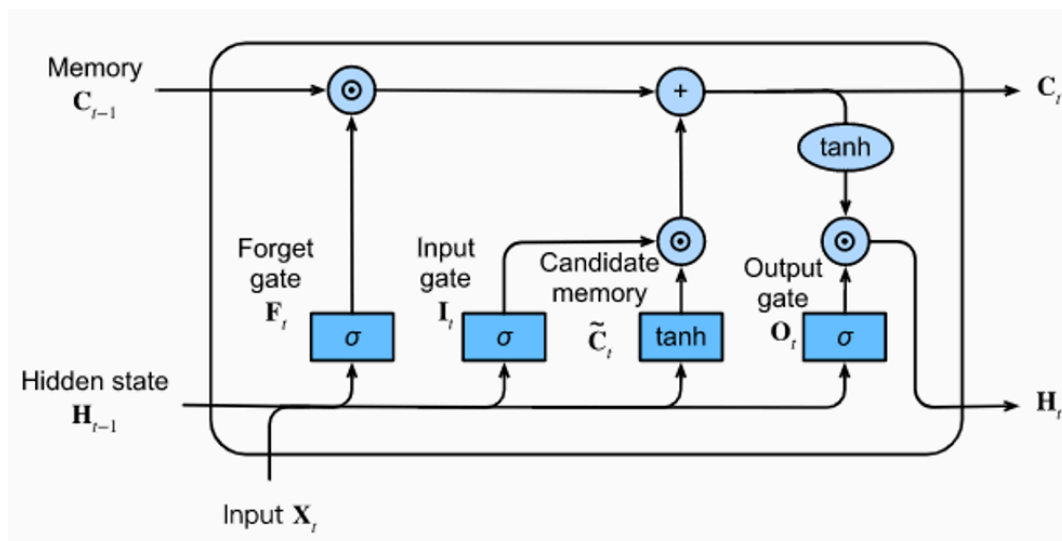 Memory
C_{t−1}
⊙
+
C_t
tanh
Forget
gate
F_t
Input
gate
I_t
⊙
Candidate
memory
C̃_t
Output
gate
O_t
⊙
σ
σ
tanh
σ
Hidden state
H_{t−1}
H_t
Input X_t